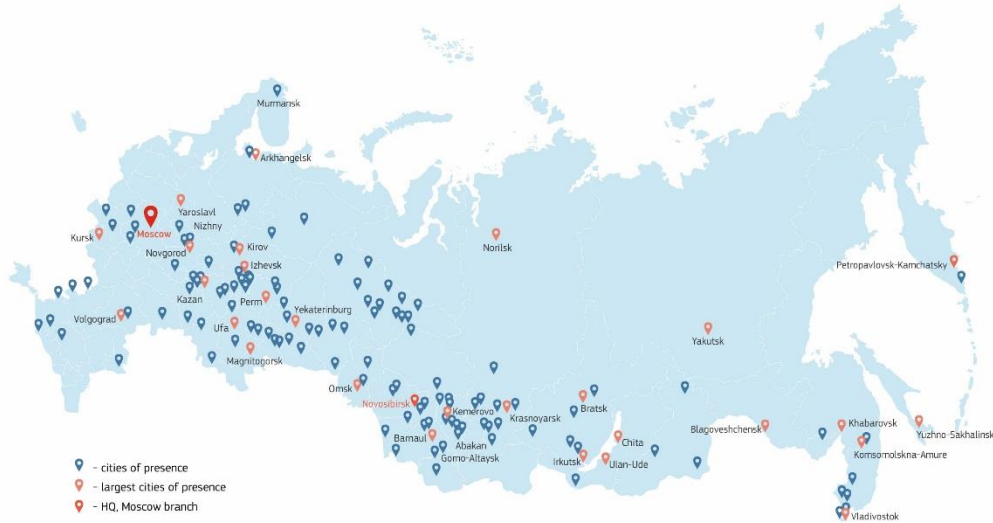 Murmansk
Arkhangelsk
Yaroslavl
Nizhny
Moscow
Kursk
Novgorod
Kirov
Norilsk
Izhevsk
Petropavlovsk-Kamchatsky
Kazan
Perm
Volgograd
Yekaterinburg
Ufa
Yakutsk
Magnitogorsk
Omsk
Novosibirsk
Kemerovo
Krasnoyarsk
Bratsk
Blagoveshchensk
Khabarovsk
Yuzhno-Sakhalinsk
Barnaul
Abakan
Chita
Komsomolskna-Amure
Gorno-Altaysk
Irkutsk
Ulan-Ude
- cities of presence
- largest cities of presence
- HQ, Moscow branch
Vladivostok